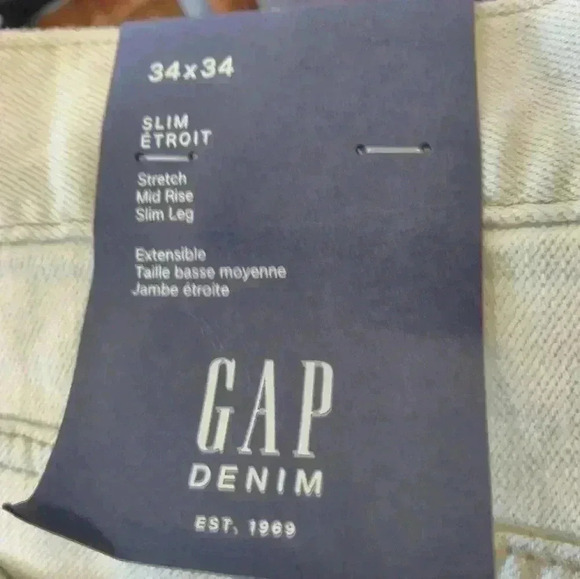 34x34
SLIM
ÉTROIT
Stretch
Mid Rise
Slim Leg
Extensible
Taille basse moyenne
Jambe étroite
GAP
DENIM
EST. 1969